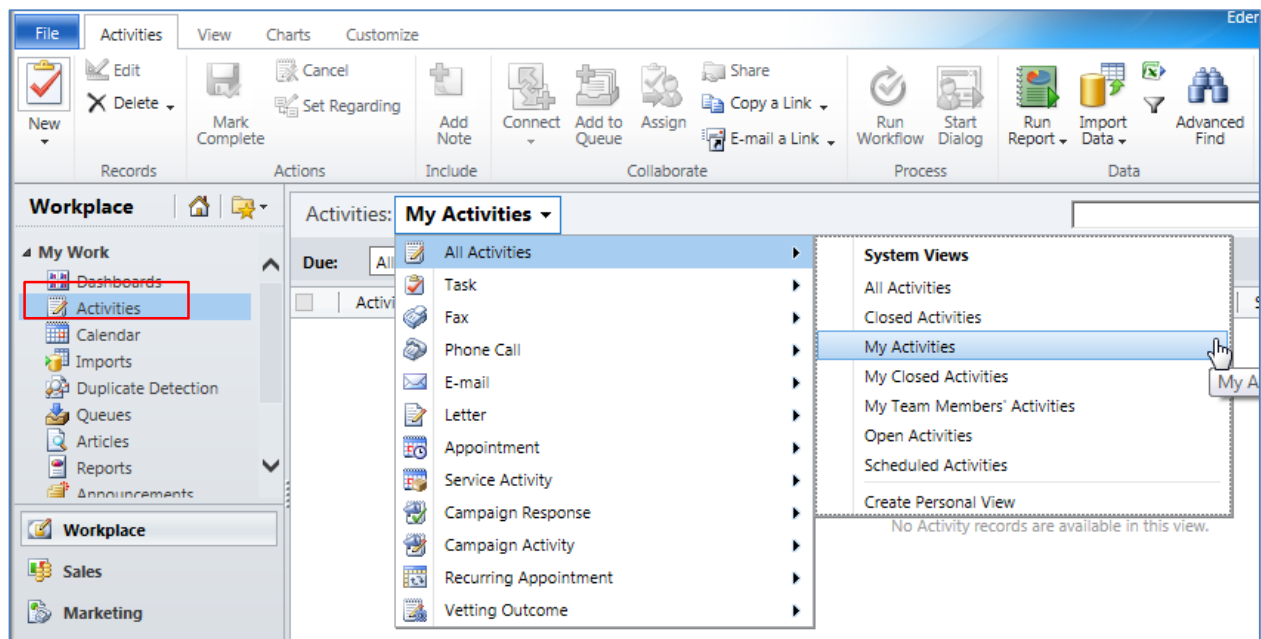 Eder
File Activities View Charts Customize
New
Edit
Delete
Mark Complete
Cancel
Set Regarding
Add Note
Connect
Add to Queue
Assign
Share
Copy a Link
E-mail a Link
Run Workflow
Start Dialog
Run Report
Import Data
Advanced Find
Records Actions Include Collaborate Process Data
Workplace
My Work
Dashboards
Activities
Calendar
Imports
Duplicate Detection
Queues
Articles
Reports
Announcements
Workplace
Sales
Marketing
Activities: My Activities
Due: All
Activi
All Activities
Task
Fax
Phone Call
E-mail
Letter
Appointment
Service Activity
Campaign Response
Campaign Activity
Recurring Appointment
Vetting Outcome
System Views
All Activities
Closed Activities
My Activities
My A
My Closed Activities
My Team Members' Activities
Open Activities
Scheduled Activities
Create Personal View
No Activity records are available in this view.